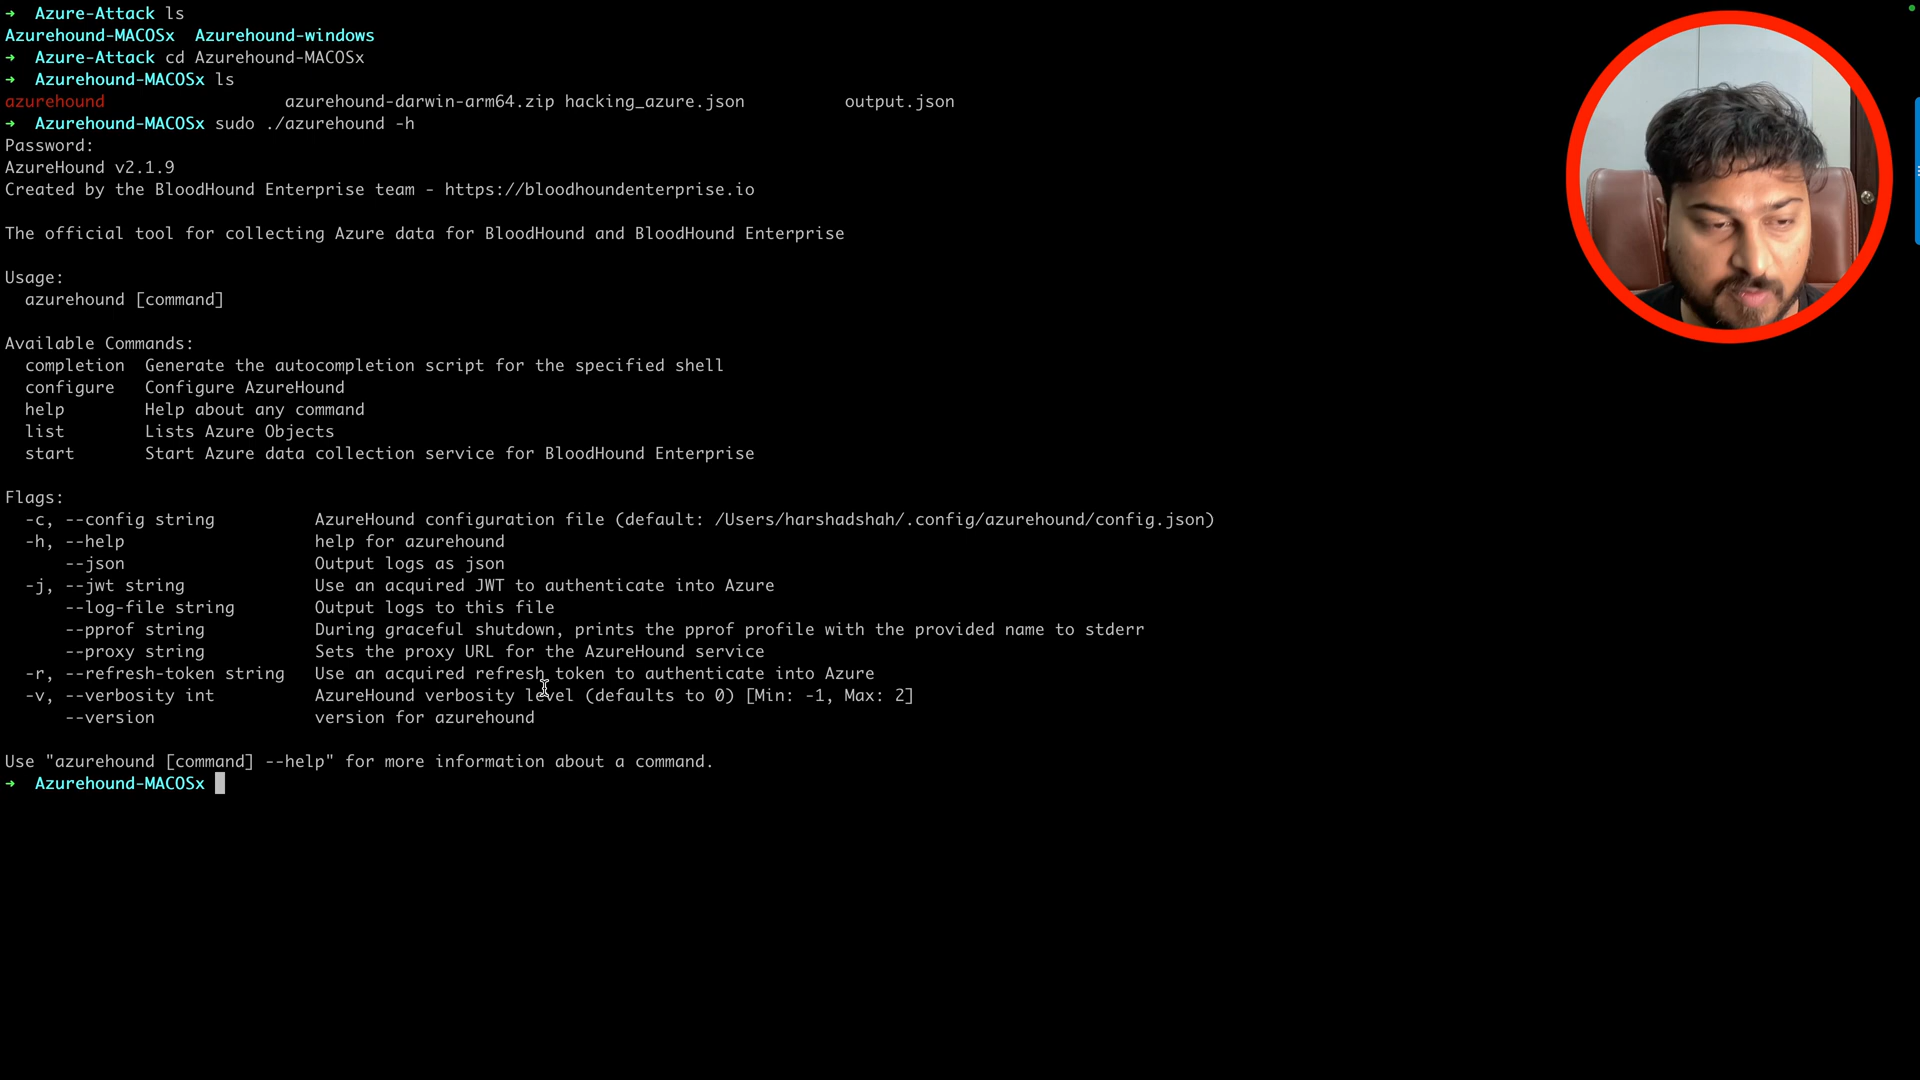 ➜ Azure-Attack ls
Azurehound-MACOSx Azurehound-windows
➜ Azure-Attack cd Azurehound-MACOSx
➜ Azurehound-MACOSx ls
azurehound azurehound-darwin-arm64.zip hacking_azure.json output.json
➜ Azurehound-MACOSx sudo ./azurehound -h
Password:
AzureHound v2.1.9
Created by the BloodHound Enterprise team - https://bloodhoundenterprise.io
The official tool for collecting Azure data for BloodHound and BloodHound Enterprise
Usage:
azurehound [command]
Available Commands:
completion Generate the autocompletion script for the specified shell
configure Configure AzureHound
help Help about any command
list Lists Azure Objects
start Start Azure data collection service for BloodHound Enterprise
Flags:
-c, --config string AzureHound configuration file (default: /Users/harshadshah/.config/azurehound/config.json)
-h, --help help for azurehound
--json Output logs as json
-j, --jwt string Use an acquired JWT to authenticate into Azure
--log-file string Output logs to this file
--pprof string During graceful shutdown, prints the pprof profile with the provided name to stderr
--proxy string Sets the proxy URL for the AzureHound service
-r, --refresh-token string Use an acquired refresh token to authenticate into Azure
-v, --verbosity int AzureHound verbosity level (defaults to 0) [Min: -1, Max: 2]
--version version for azurehound
Use "azurehound [command] --help" for more information about a command.
➜ Azurehound-MACOSx